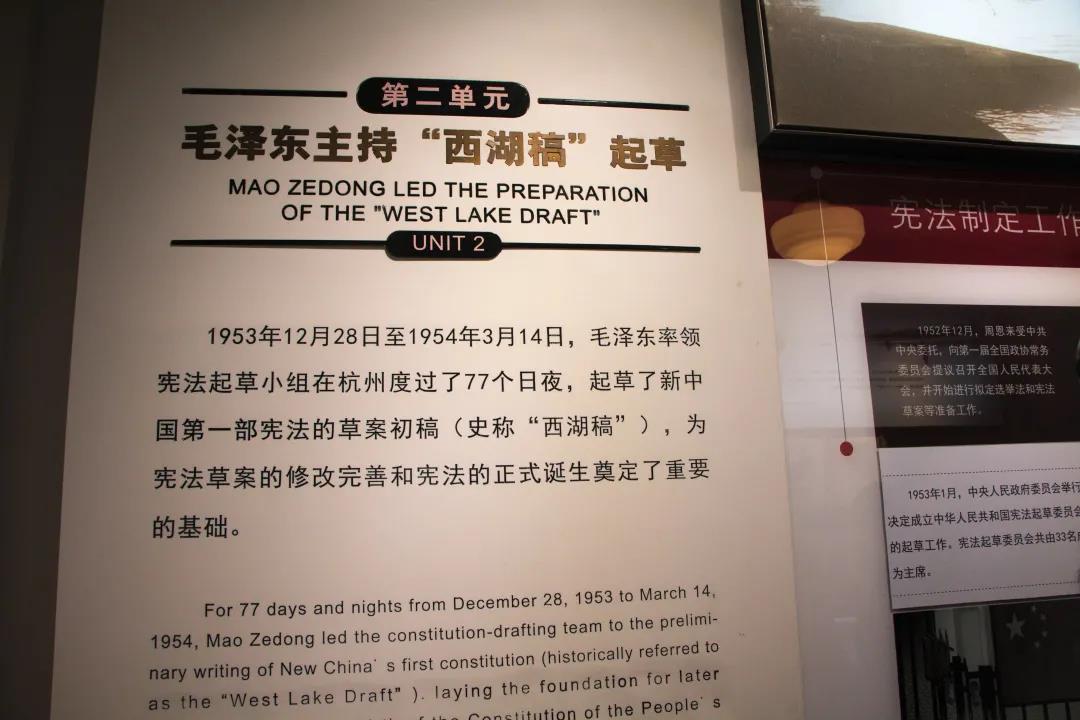 第二单元
毛泽东主持“西湖稿”起草
MAO ZEDONG LED THE PREPARATION
OF THE "WEST LAKE DRAFT"
UNIT 2
1953年12月28日至1954年3月14日，毛泽东率领
宪法起草小组在杭州度过了77个日夜，起草了新中
国第一部宪法的草案初稿（史称“西湖稿”），为
宪法草案的修改完善和宪法的正式诞生奠定了重要
的基础。
For 77 days and nights from December 28, 1953 to March 14,
1954, Mao Zedong led the constitution-drafting team to the prelimi-
nary writing of New China's first constitution (historically referred to
as the “West Lake Draft” ). laying the foundation for later
of the Constitution of the People's
宪法制定工作
1952年12月，周恩来受中共
中央委托，向第一届全国政协常务
委员会提议召开全国人民代表大
会，并开始进行拟定选举法和宪法
草案等准备工作。
1953年1月，中央人民政府委员会举行
决定成立中华人民共和国宪法起草委员会
的起草工作。宪法起草委员会共由33名
为主席。